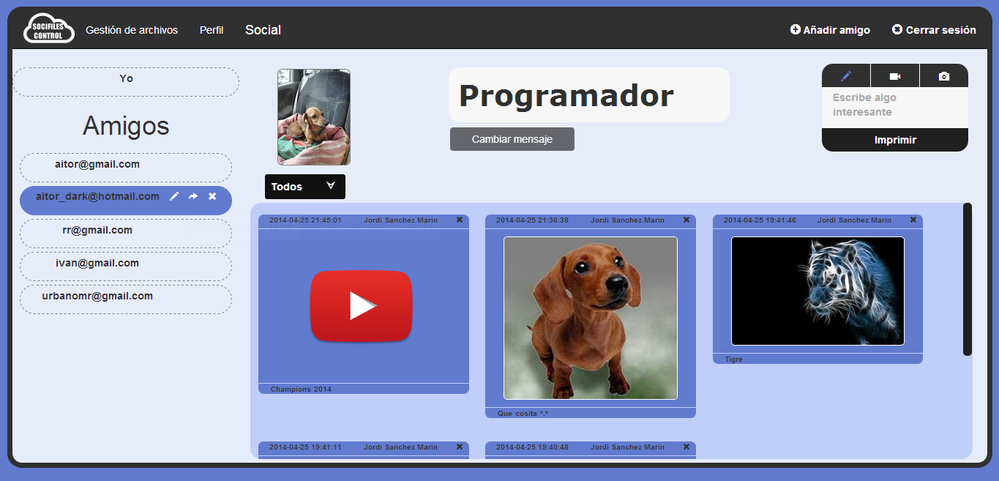 SOCIFILES
CONTROL
Gestión de archivos
Perfil
Social
Añadir amigo
Cerrar sesión
Yo
Amigos
aitor@gmail.com
aitor_dark@hotmail.com
rr@gmail.com
ivan@gmail.com
urbanomr@gmail.com
Programador
Cambiar mensaje
Escribe algo
interesante
Imprimir
Todos
2014-04-25 21:45:01 Jordi Sanchez Marin
Champions 2014
2014-04-25 21:36:38 Jordi Sanchez Marin
Que cosita *.*
2014-04-25 19:41:46 Jordi Sanchez Marin
Tigre
2014-04-25 19:41:11 Jordi Sanchez Marin
2014-04-25 19:40:48 Jordi Sanchez Marin